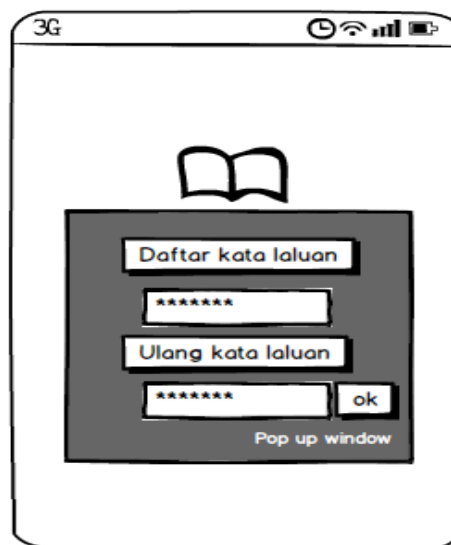 3G
Daftar kata laluan
*******
Ulang kata laluan
*******
ok
Pop up window